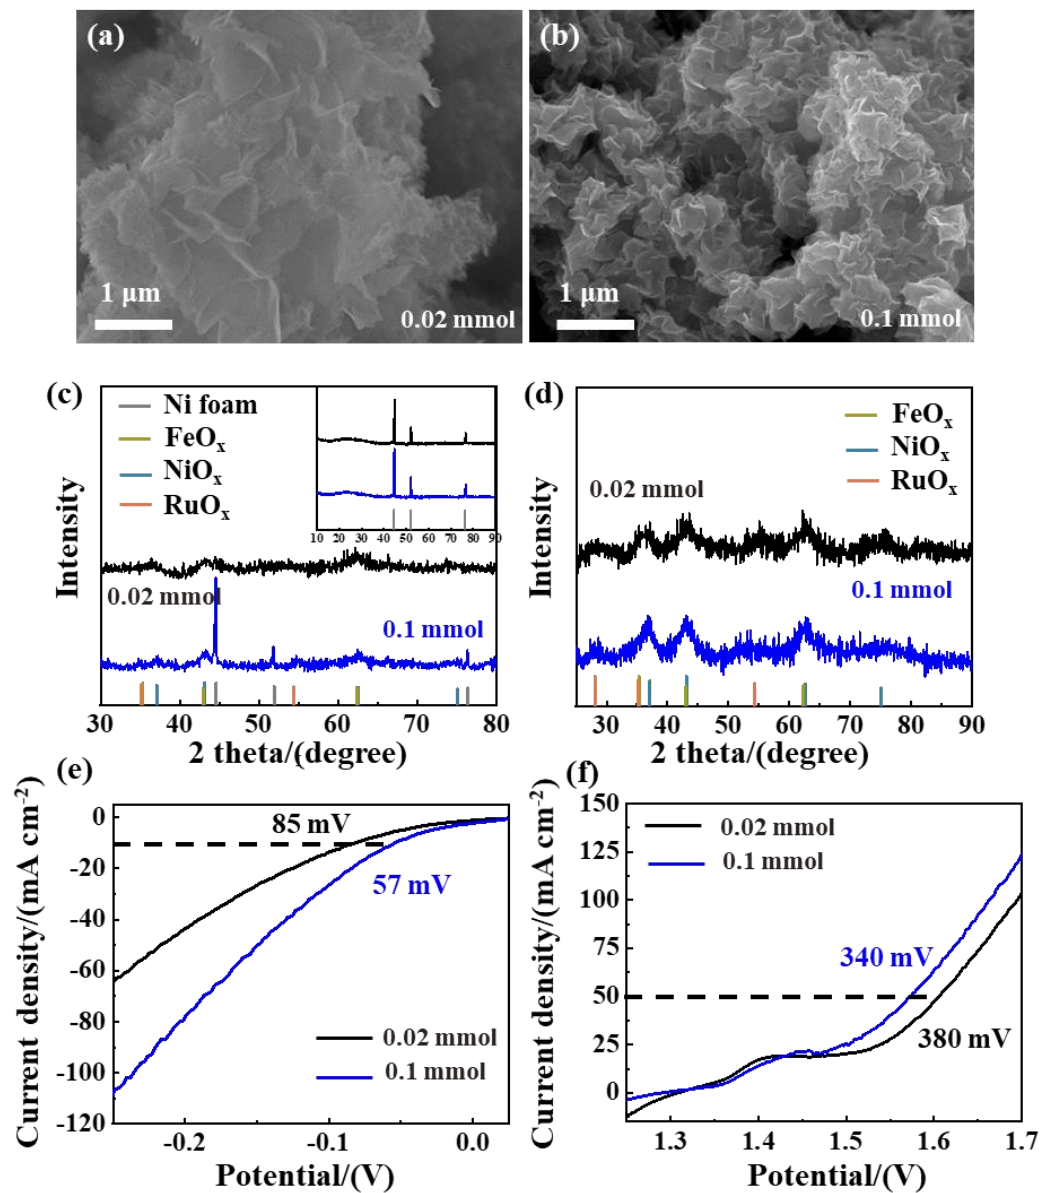 (a)
1 μm
0.02 mmol
(b)
1 μm
0.1 mmol
(c)
Ni foam
FeOx
NiOx
RuOx
10 20 30 40 50 60 70 80 90
0.02 mmol
0.1 mmol
Intensity
30 40 50 60 70 80
2 theta/(degree)
(d)
FeOx
NiOx
RuOx
0.02 mmol
0.1 mmol
Intensity
30 40 50 60 70 80 90
2 theta/(degree)
(e)
0
-20
-40
-60
-80
-100
-120
Current density/(mA cm-2)
85 mV
57 mV
0.02 mmol
0.1 mmol
-0.2 -0.1 0.0
Potential/(V)
(f)
150
125
100
75
50
25
0
Current density/(mA cm-2)
0.02 mmol
0.1 mmol
340 mV
380 mV
1.3 1.4 1.5 1.6 1.7
Potential/(V)